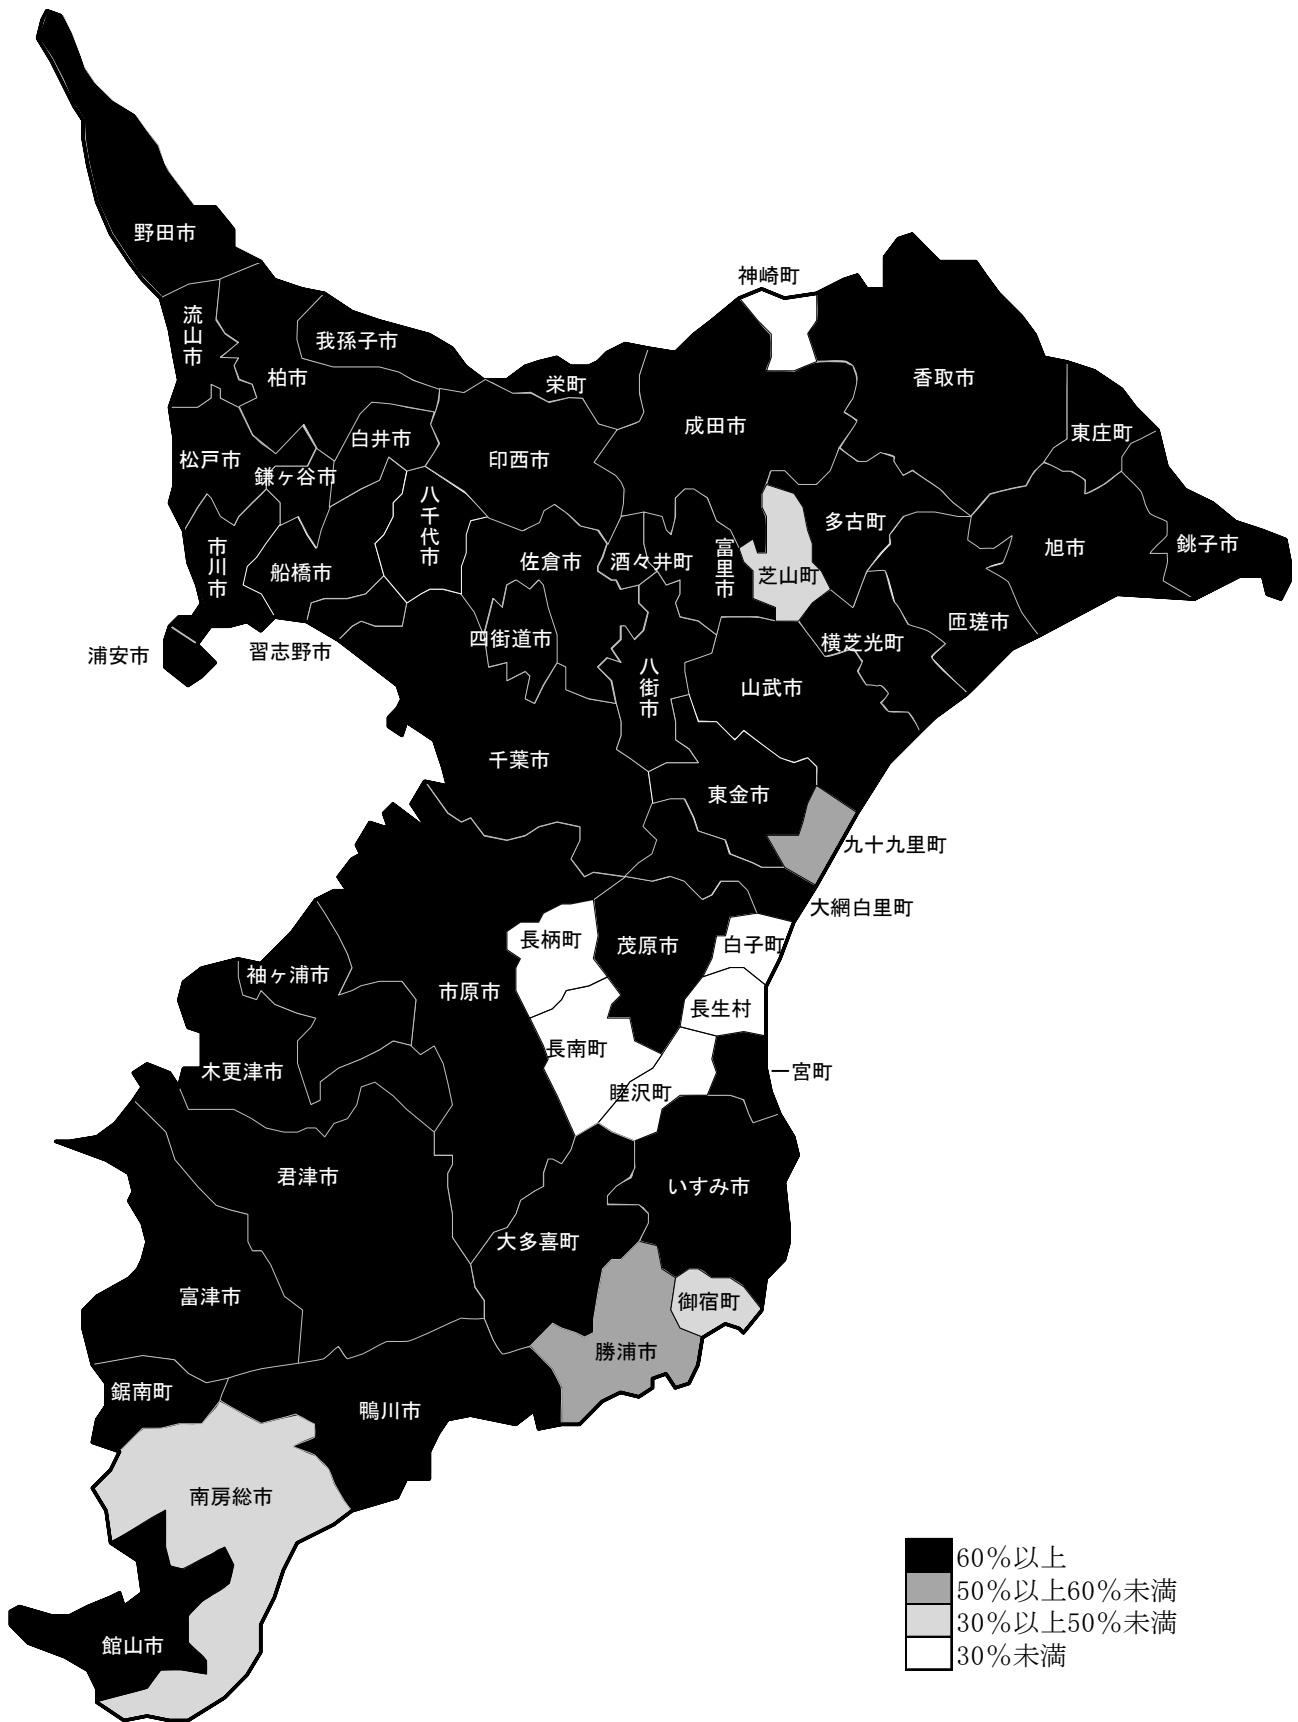 野田市
神崎町
流山市
我孫子市
柏市
栄町
香取市
成田市
東庄町
白井市
松戸市
印西市
鎌ヶ谷市
八千代市
多古町
銚子市
旭市
市川市
船橋市
佐倉市
酒々井町
富里市
芝山町
匝瑳市
四街道市
横芝光町
浦安市
習志野市
八街市
山武市
千葉市
東金市
九十九里町
大網白里町
長柄町
茂原市
白子町
袖ヶ浦市
市原市
長生村
長南町
木更津市
一宮町
睦沢町
君津市
いすみ市
大多喜町
富津市
御宿町
勝浦市
鋸南町
鴨川市
南房総市
館山市
60％以上
50％以上60％未満
30％以上50％未満
30％未満